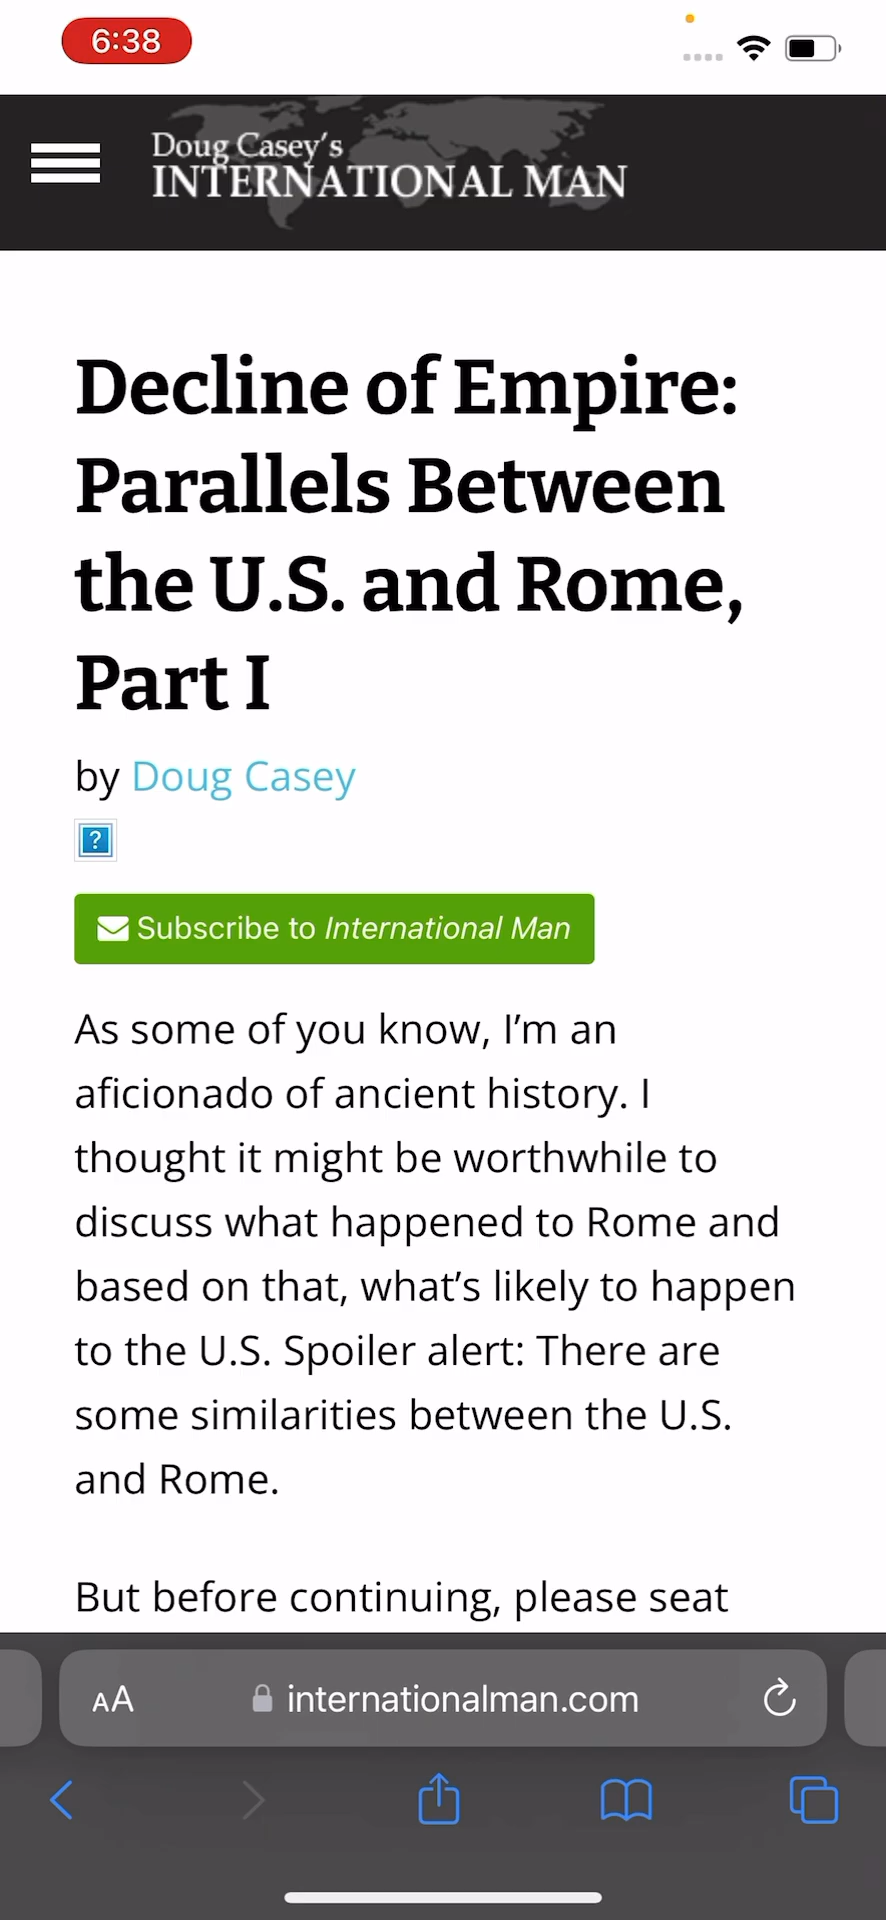 6:38
Doug Casey's
INTERNATIONAL MAN
Decline of Empire:
Parallels Between
the U.S. and Rome,
Part I
by Doug Casey
?
Subscribe to International Man
As some of you know, I’m an
aficionado of ancient history. I
thought it might be worthwhile to
discuss what happened to Rome and
based on that, what’s likely to happen
to the U.S. Spoiler alert: There are
some similarities between the U.S.
and Rome.
But before continuing, please seat
AA internationalman.com